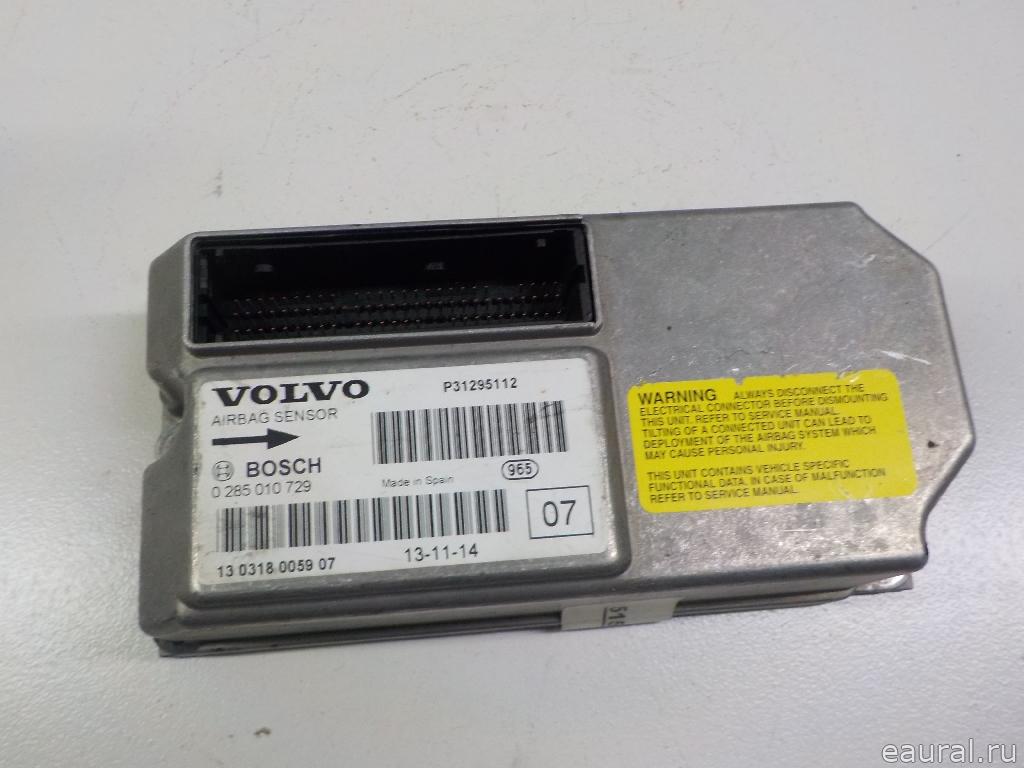 VOLVO
P31295112
AIRBAG SENSOR
BOSCH
965
0 285 010 729
Made in Spain
07
13 0318 0059 07
13-11-14
WARNING ALWAYS DISCONNECT THE
ELECTRICAL CONNECTOR BEFORE DISMOUNTING
THIS UNIT. REFER TO SERVICE MANUAL.
TILTING OF A CONNECTED UNIT CAN LEAD TO
DEPLOYMENT OF THE AIRBAG SYSTEM WHICH
MAY CAUSE PERSONAL INJURY.
THIS UNIT CONTAINS VEHICLE SPECIFIC
FUNCTIONAL DATA. IN CASE OF MALFUNCTION
REFER TO SERVICE MANUAL.
eaural.ru